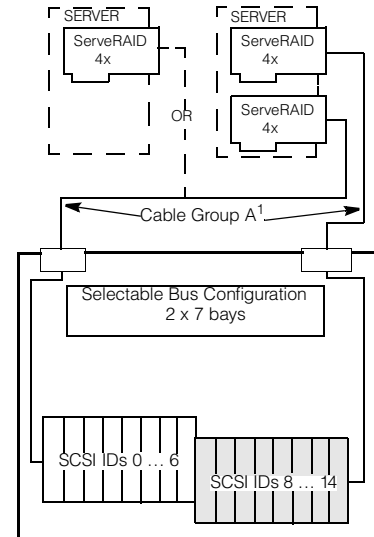 SERVER
ServeRAID
4x
SERVER
ServeRAID
4x
OR
ServeRAID
4x
Cable Group A1
Selectable Bus Configuration
2 x 7 bays
SCSI IDs 0 ... 6
SCSI IDs 8 ... 14